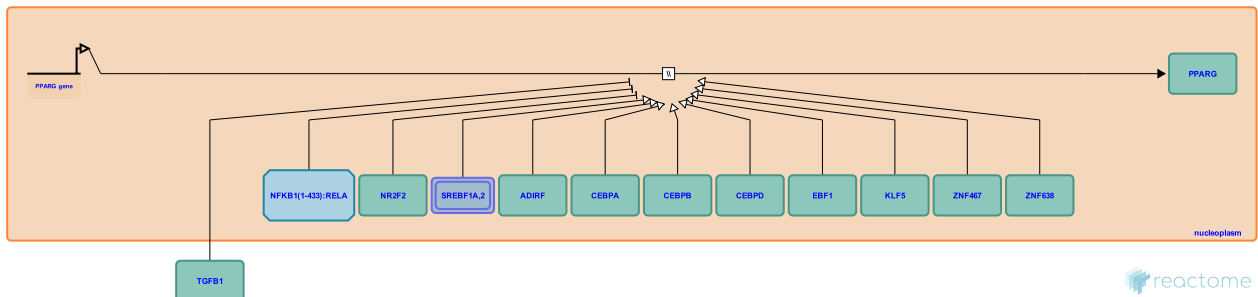 PPARG gene
\\
PPARG
NFKB1(1-433):RELA
NR2F2
SREBF1A,2
ADIRF
CEBPA
CEBPB
CEBPD
EBF1
KLF5
ZNF467
ZNF638
nucleoplasm
TGFB1
reactome